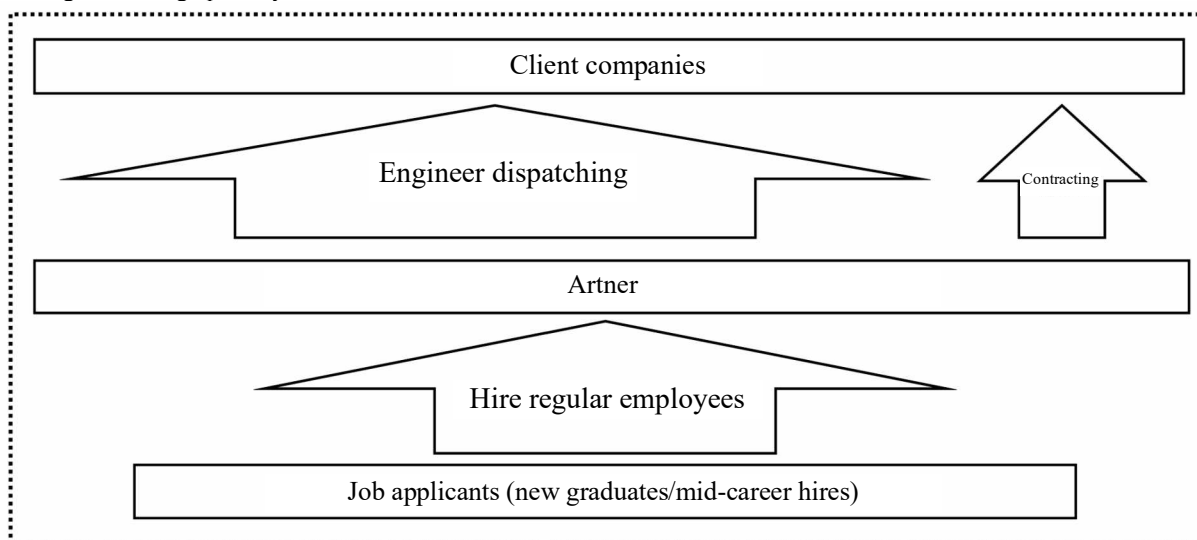 Client companies
Engineer dispatching
Contracting
Artner
Hire regular employees
Job applicants (new graduates/mid-career hires)